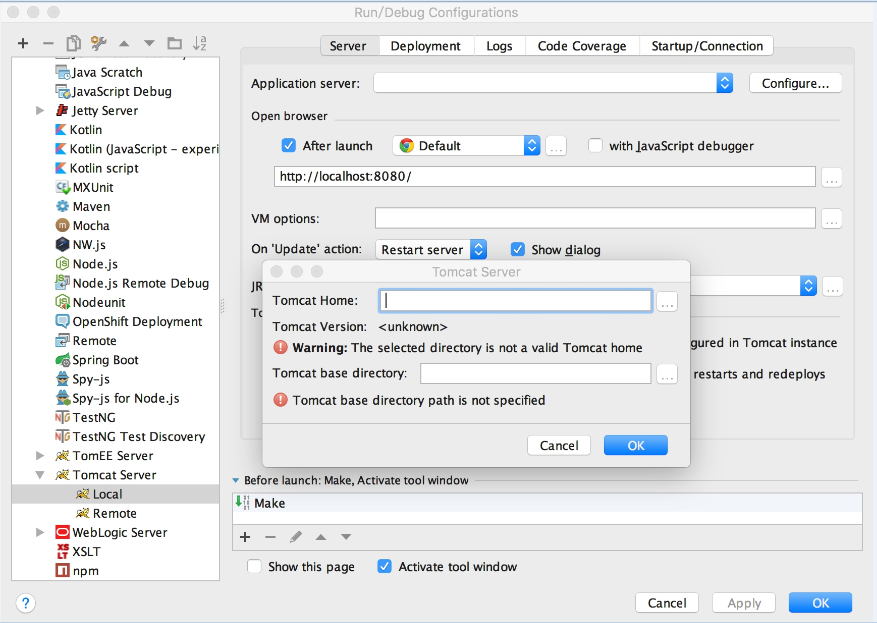 Run/Debug Configurations
Java Scratch
JavaScript Debug
Jetty Server
Kotlin
Kotlin (JavaScript – experi
Kotlin script
MXUnit
Maven
Mocha
NW.js
Node.js
Node.js Remote Debug
Nodeunit
OpenShift Deployment
Remote
Spring Boot
Spy-js
Spy-js for Node.js
TestNG
TestNG Test Discovery
TomEE Server
Tomcat Server
Local
Remote
WebLogic Server
XSLT
npm
Server Deployment Logs Code Coverage Startup/Connection
Application server: Configure...
Open browser
After launch Default ... with JavaScript debugger
http://localhost:8080/ ...
VM options: ...
On 'Update' action: Restart server Show dialog
JR ...
To
gured in Tomcat instance
restarts and redeploys
Tomcat Server
Tomcat Home: ...
Tomcat Version: <unknown>
Warning: The selected directory is not a valid Tomcat home
Tomcat base directory: ...
Tomcat base directory path is not specified
Cancel OK
Before launch: Make, Activate tool window
Make
Show this page Activate tool window
? Cancel Apply OK